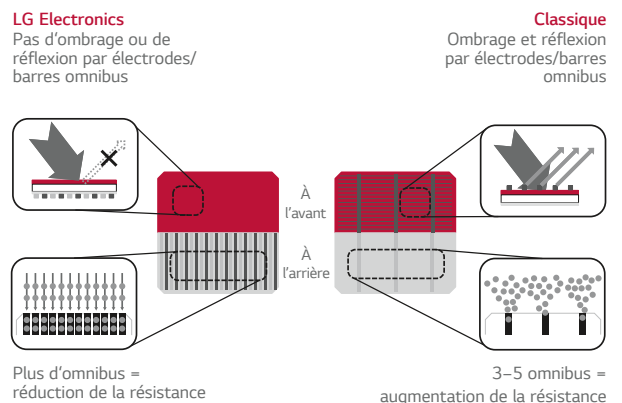 LG Electronics
Pas d'ombrage ou de
réflexion par électrodes/
barres omnibus
Classique
Ombrage et réflexion
par électrodes/barres
omnibus
À
l'avant
À
l'arrière
Plus d'omnibus =
réduction de la résistance
3–5 omnibus =
augmentation de la résistance